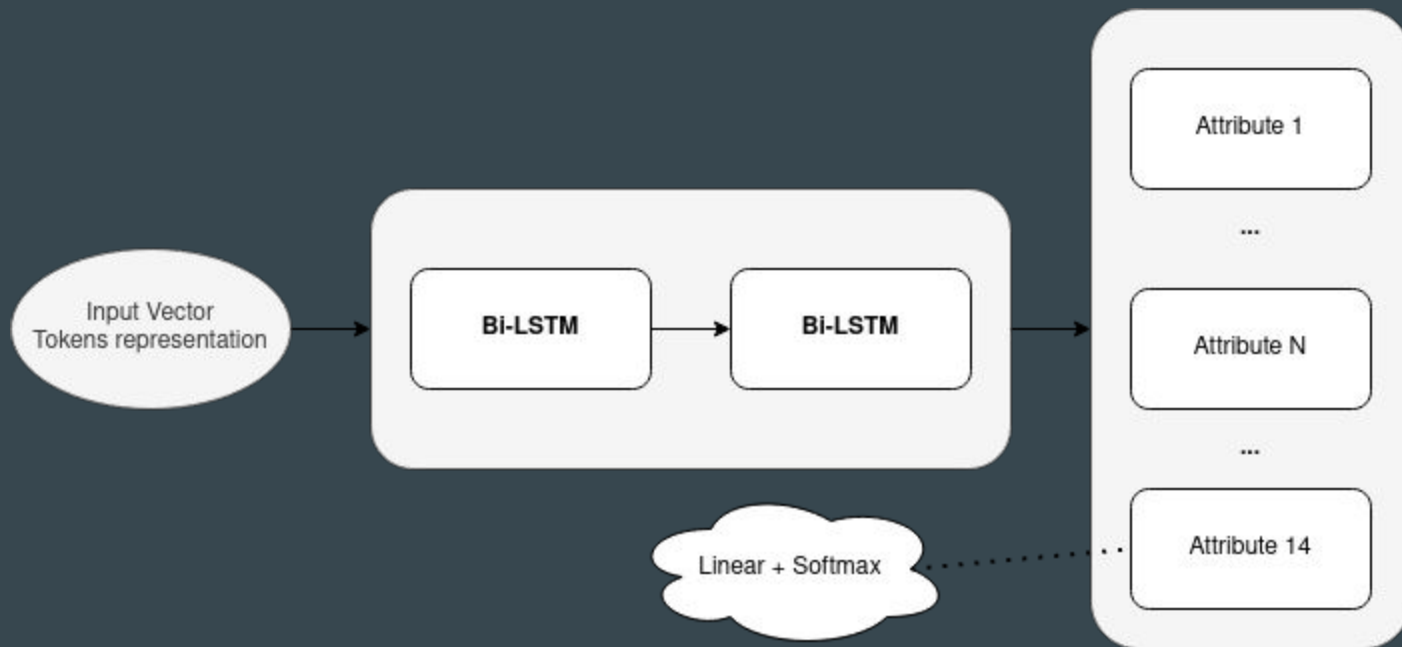 Input Vector
Tokens representation
Bi-LSTM
Bi-LSTM
Attribute 1
...
Attribute N
...
Attribute 14
Linear + Softmax